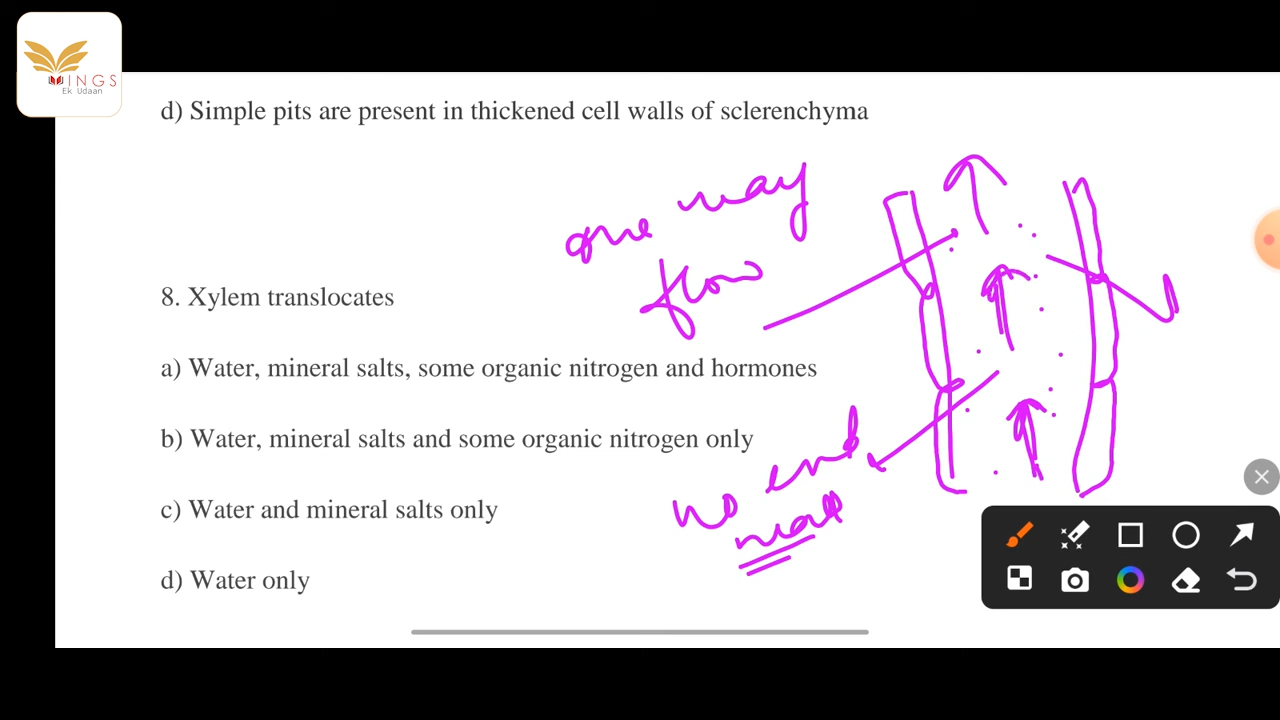 WINGS
Ek Udaan
d) Simple pits are present in thickened cell walls of sclerenchyma
one way
flow
8. Xylem translocates
a) Water, mineral salts, some organic nitrogen and hormones
b) Water, mineral salts and some organic nitrogen only
no end
wall
c) Water and mineral salts only
d) Water only